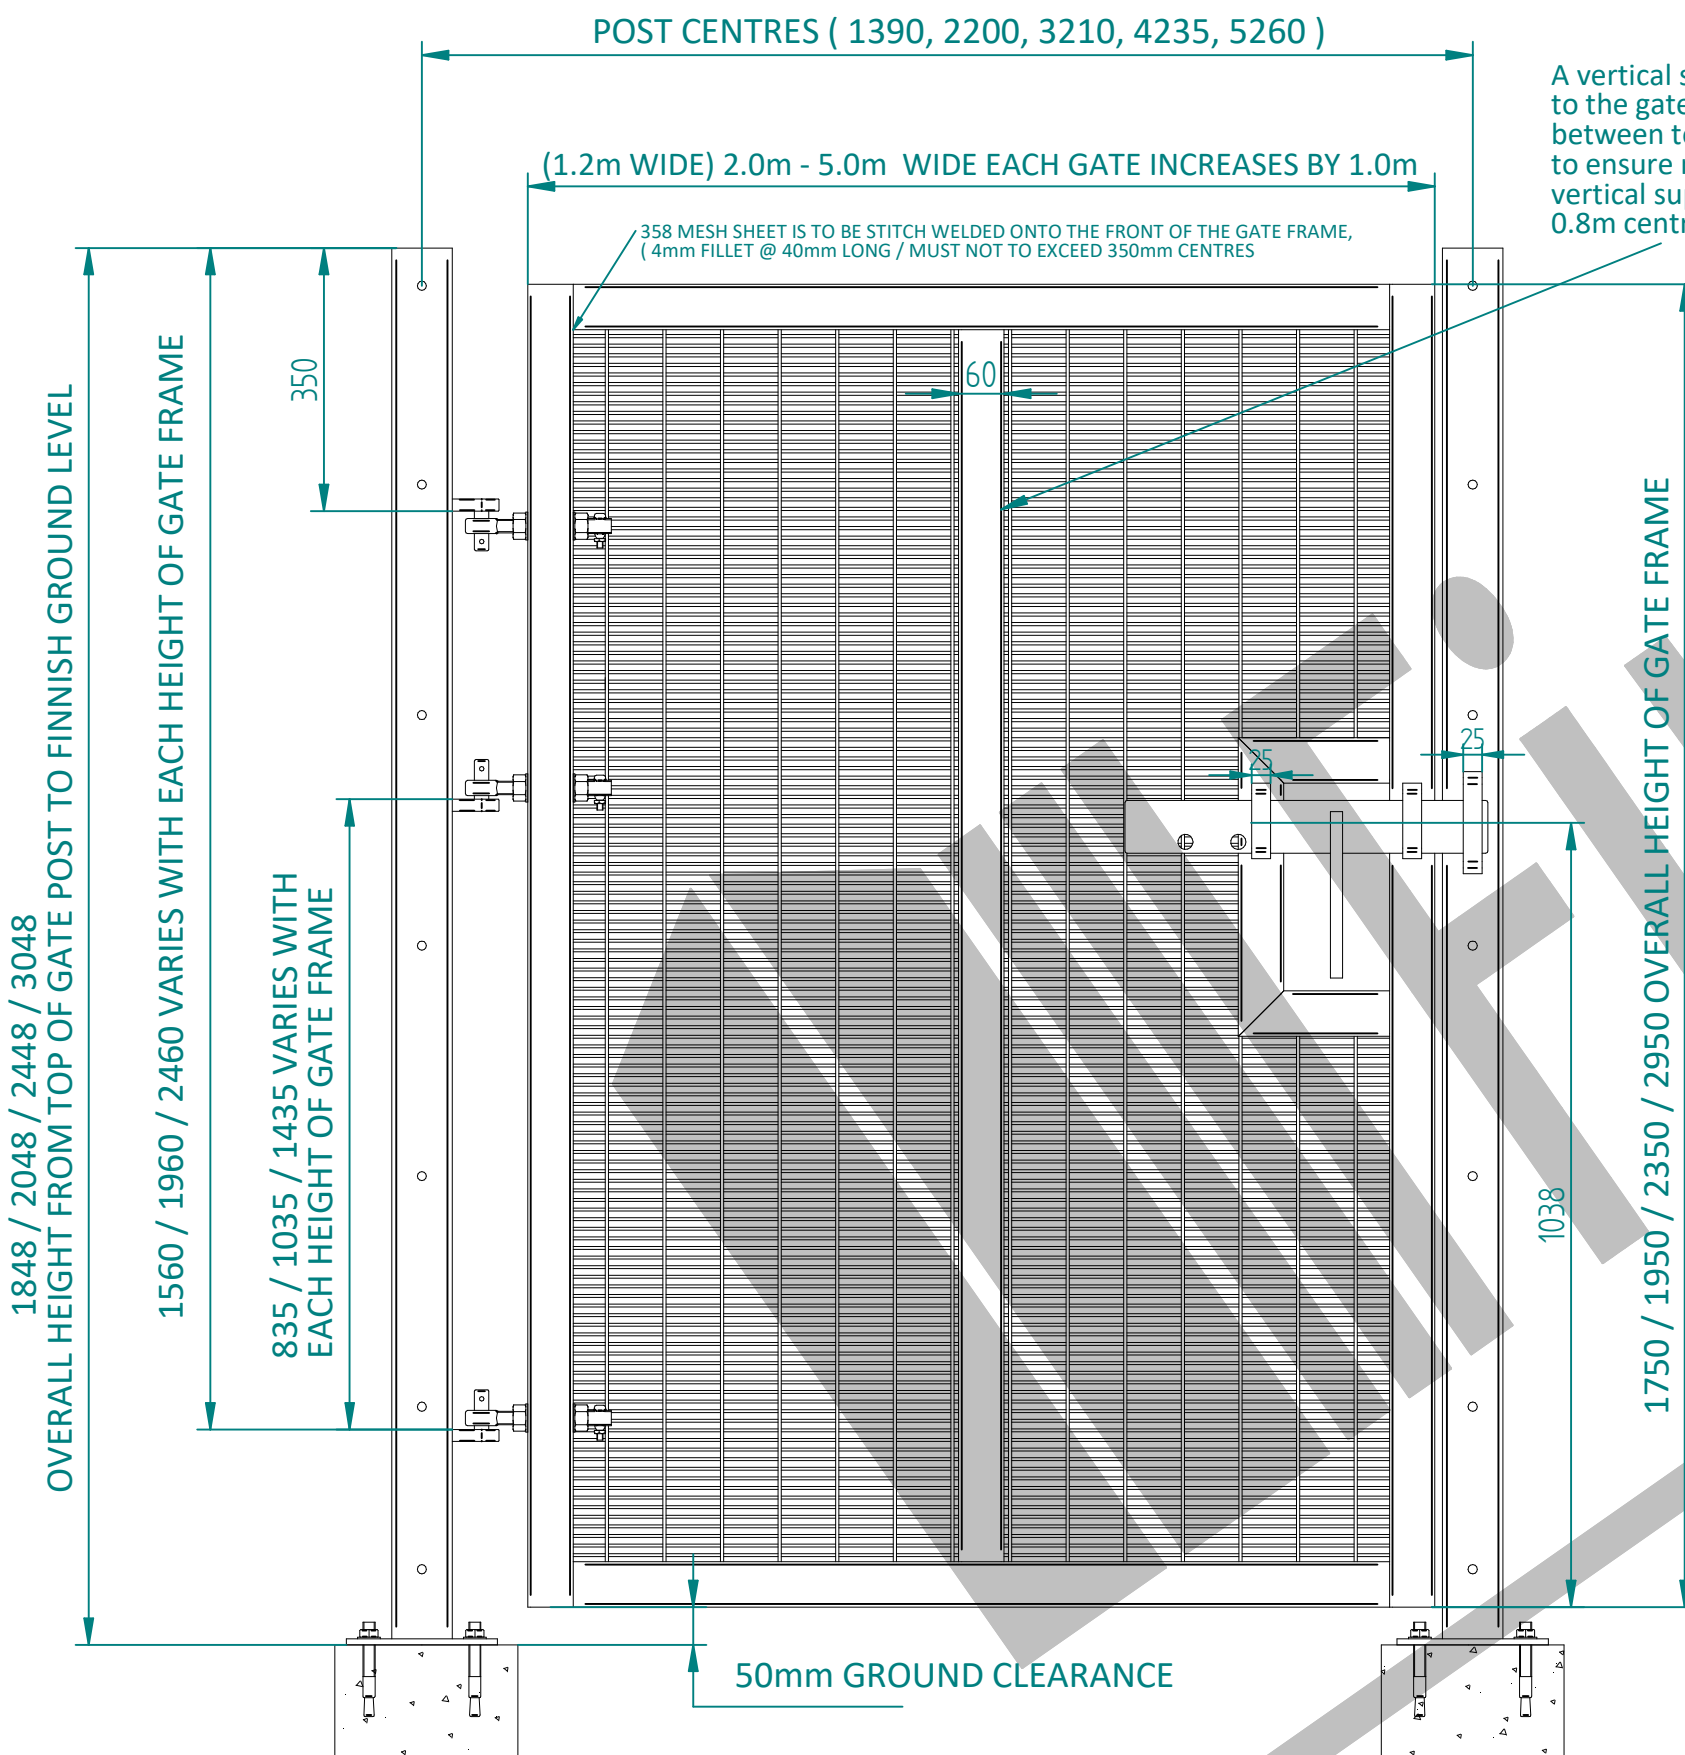 POST CENTRES ( 1390, 2200, 3210, 4235, 5260 )
A vertical
to the gate
between
to ensure
vertical
0.8m
(1.2m WIDE) 2.0m - 5.0m WIDE EACH GATE INCREASES BY 1.0m
358 MESH SHEET IS TO BE STITCH WELDED ONTO THE FRONT OF THE GATE FRAME,
( 4mm FILLET @ 40mm LONG / MUST NOT TO EXCEED 350mm CENTRES
1848 / 2048 / 2448 / 3048
OVERALL HEIGHT FROM TOP OF GATE POST TO FINNISH GROUND LEVEL
1560 / 1960 / 2460 VARIES WITH EACH HEIGHT OF GATE FRAME
350
835 / 1035 / 1435 VARIES WITH
EACH HEIGHT OF GATE FRAME
60
25
25
1038
1750 / 1950 / 2350 / 2950 OVERALL HEIGHT OF GATE FRAME
50mm GROUND CLEARANCE